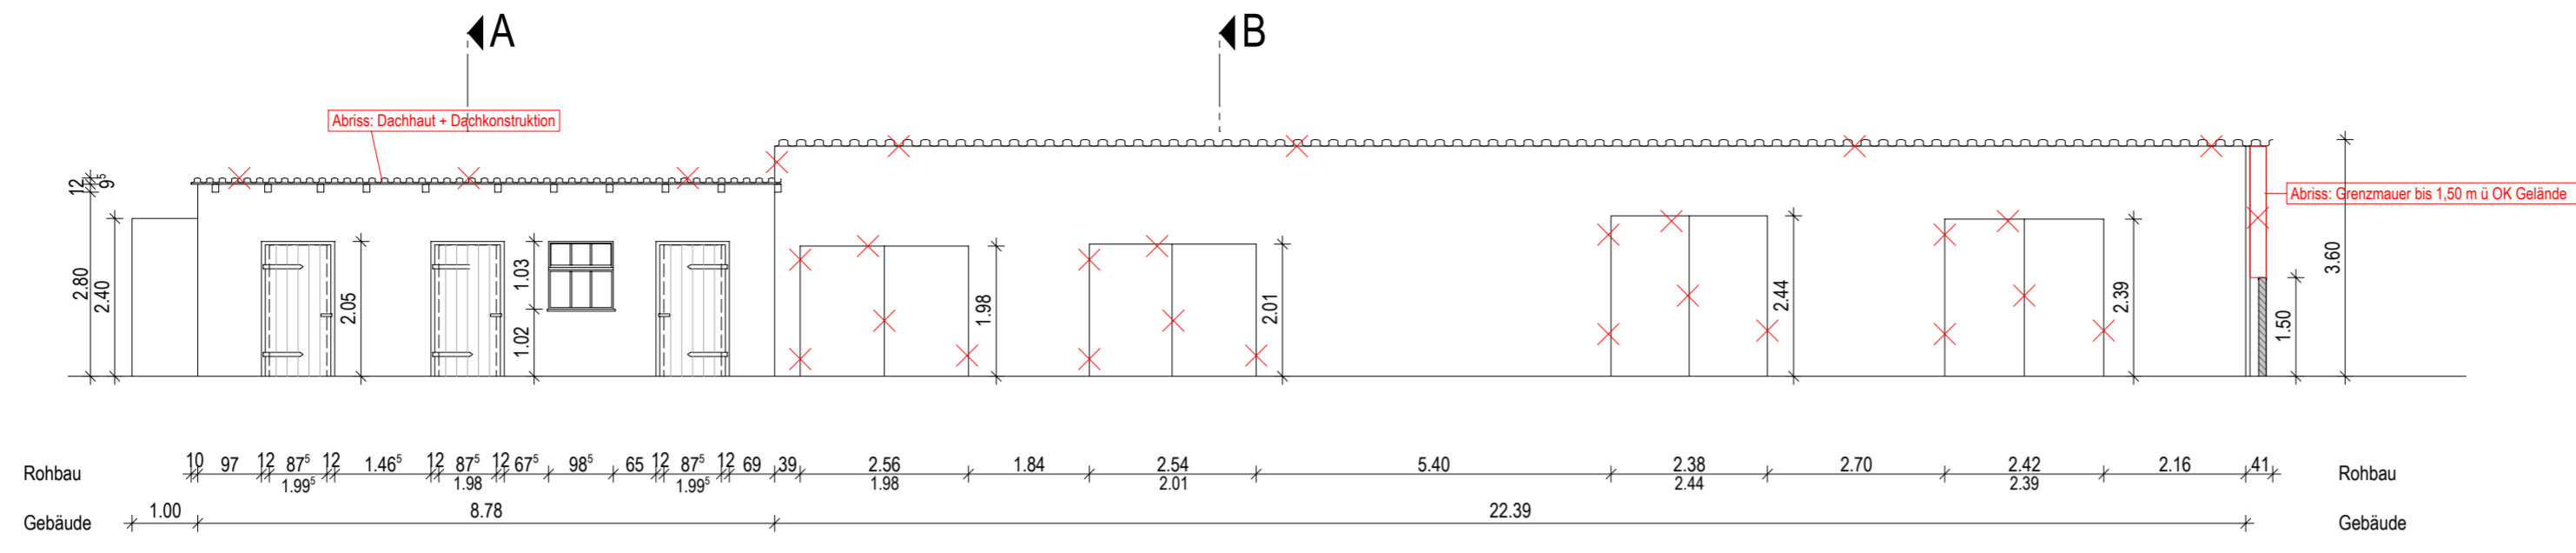 A
B
Abriss: Dachhaut + Dachkonstruktion
Abriss: Grenzmauer bis 1,50 m ü OK Gelände
12
9⁵
2.80
2.40
2.05
1.03
1.02
1.98
2.01
2.44
2.39
1.50
3.60
Rohbau 10 97 12 87⁵ 12 1.46⁵ 12 87⁵ 12 67⁵ 98⁵ 65 12 87⁵ 12 69 39 2.56 1.84 2.54 5.40 2.38 2.70 2.42 2.16 41 Rohbau
1.99⁵ 1.98 1.99⁵ 1.98 2.01 2.44 2.39
Gebäude 1.00 8.78 22.39 Gebäude